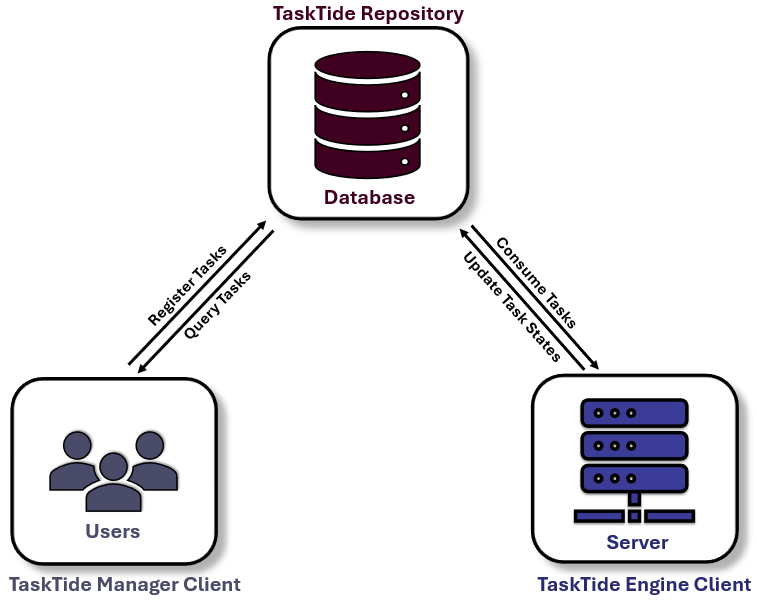 TaskTide Repository
Database
Register Tasks
Query Tasks
Consume Tasks
Update Task States
Users
TaskTide Manager Client
Server
TaskTide Engine Client